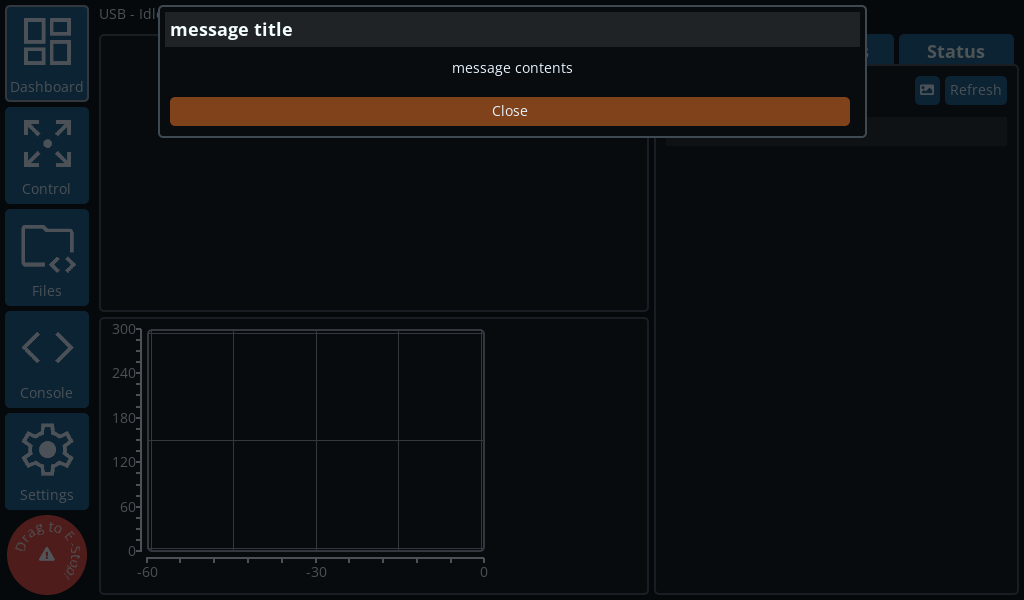 USB - Idle
message title
message contents
Close
Status
Refresh
Dashboard
Control
Files
Console
Settings
Drag to E-Stop!
300
240
180
120
60
0
-60
-30
0